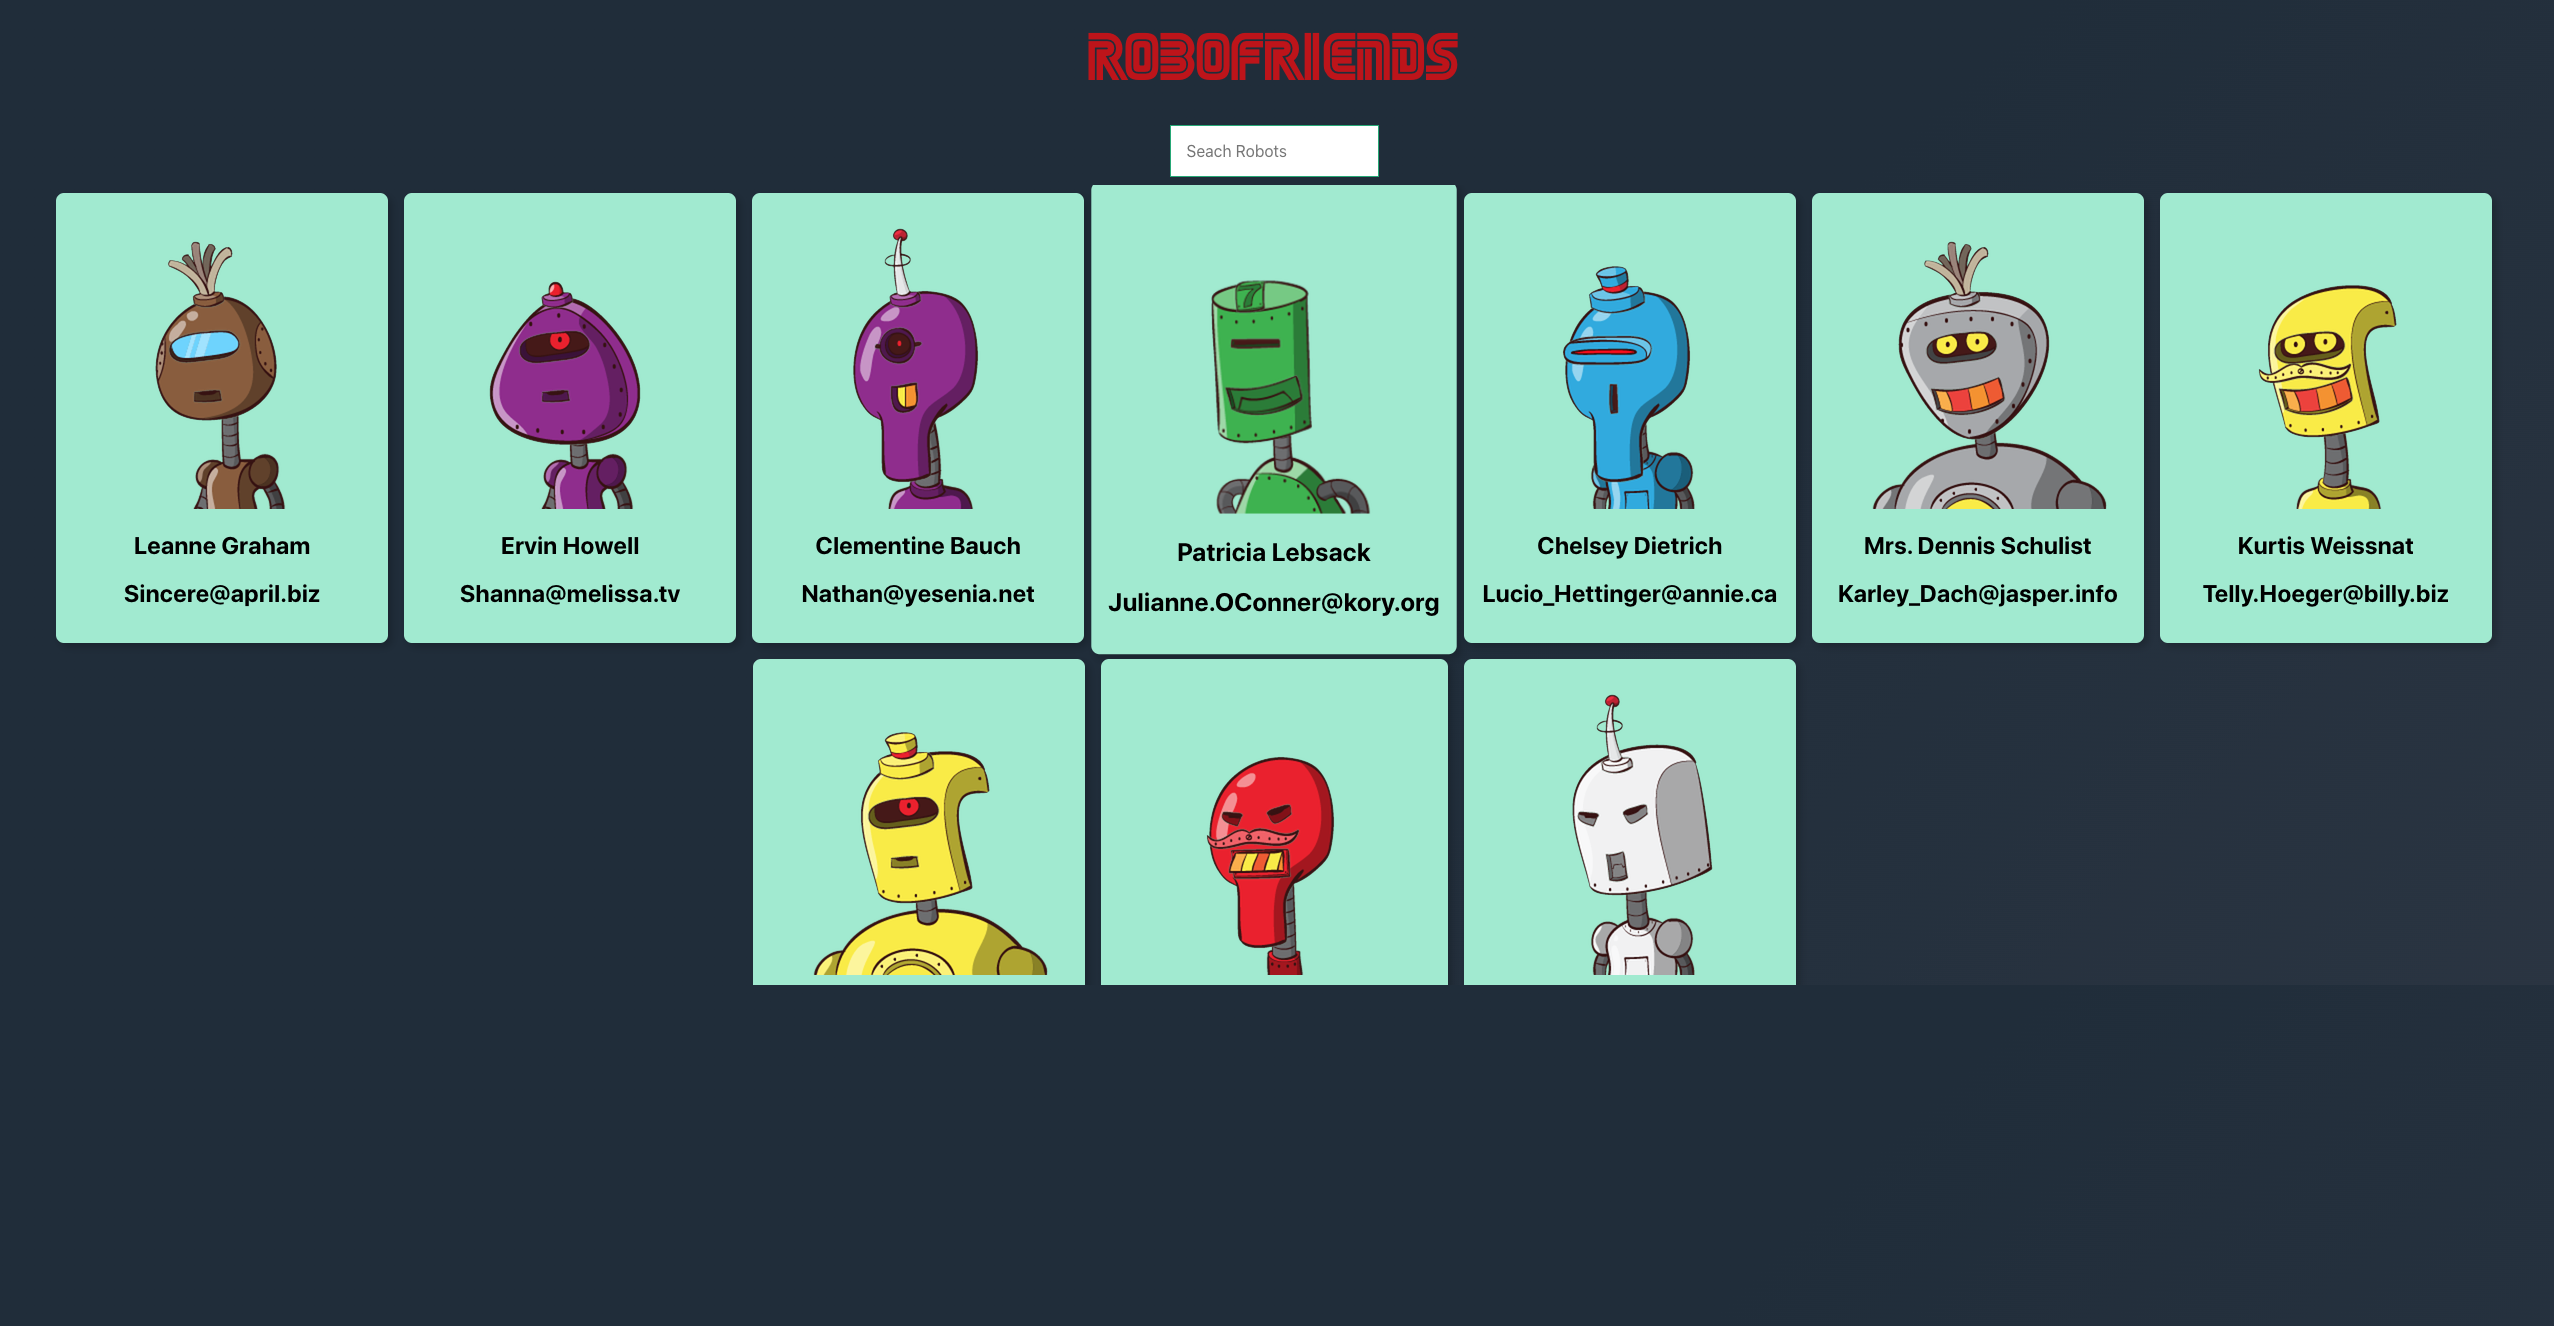 ROBOFRIENDS
Seach Robots
7
Leanne Graham
Sincere@april.biz
Ervin Howell
Shanna@melissa.tv
Clementine Bauch
Nathan@yesenia.net
Patricia Lebsack
Julianne.OConner@kory.org
Chelsey Dietrich
Lucio_Hettinger@annie.ca
Mrs. Dennis Schulist
Karley_Dach@jasper.info
Kurtis Weissnat
Telly.Hoeger@billy.biz